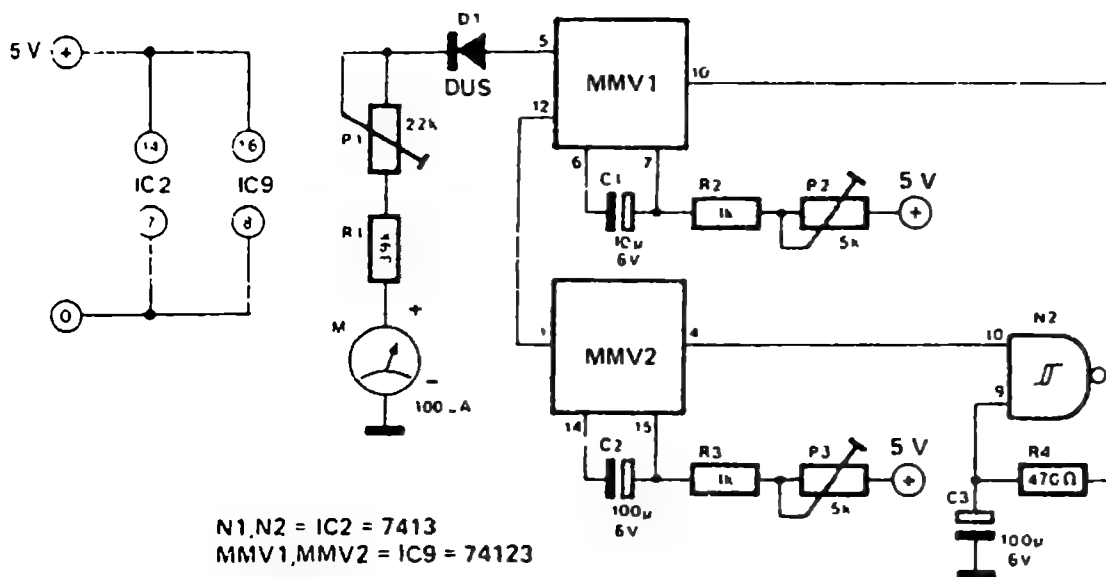 5 V
+
14
16
IC2
IC9
7
8
0
D1
DUS
P1
22k
R1
M
+
-
5
12
MMV1
10
6
7
C1
10µ
6V
R2
1k
P2
5k
5 V
+
1
MMV2
4
14
15
C2
100µ
6V
R3
1k
P3
5k
5 V
+
N2
10
9
R4
470Ω
C3
100µ
6V
N1,N2 = IC2 = 7413
MMV1,MMV2 = IC9 = 74123